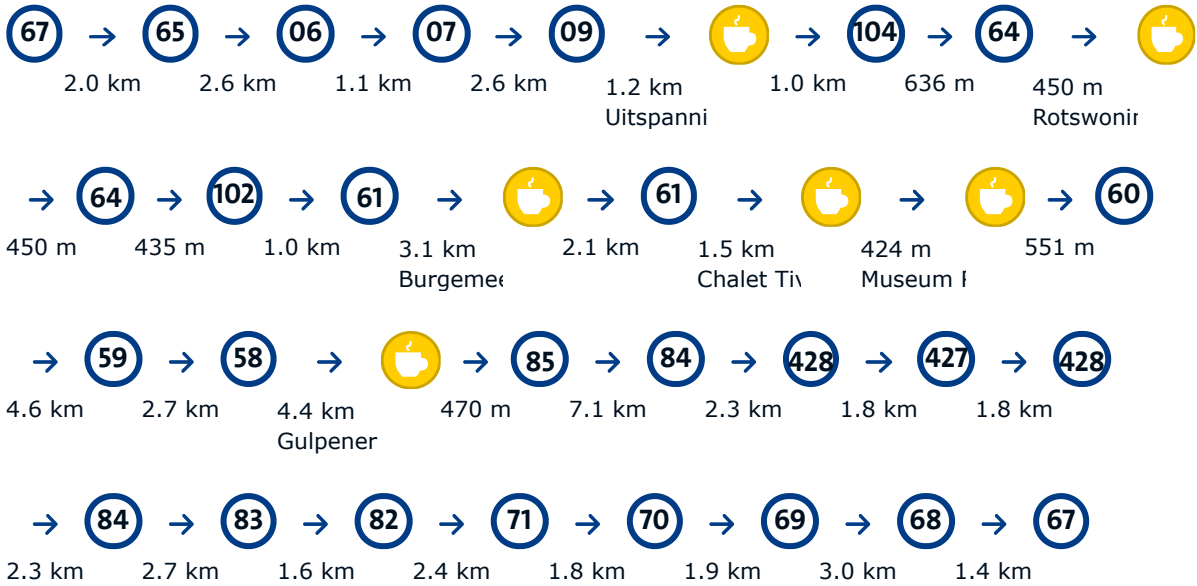 67 → 65 → 06 → 07 → 09 → → 104 → 64 →
2.0 km 2.6 km 1.1 km 2.6 km 1.2 km 1.0 km 636 m 450 m
Uitspanni Rotswonir
→ 64 → 102 → 61 → → 61 → → → 60
450 m 435 m 1.0 km 3.1 km 2.1 km 1.5 km 424 m 551 m
Burgemee Chalet Tiv Museum F
→ 59 → 58 → → 85 → 84 → 428 → 427 → 428
4.6 km 2.7 km 4.4 km 470 m 7.1 km 2.3 km 1.8 km 1.8 km
Gulpener
→ 84 → 83 → 82 → 71 → 70 → 69 → 68 → 67
2.3 km 2.7 km 1.6 km 2.4 km 1.8 km 1.9 km 3.0 km 1.4 km